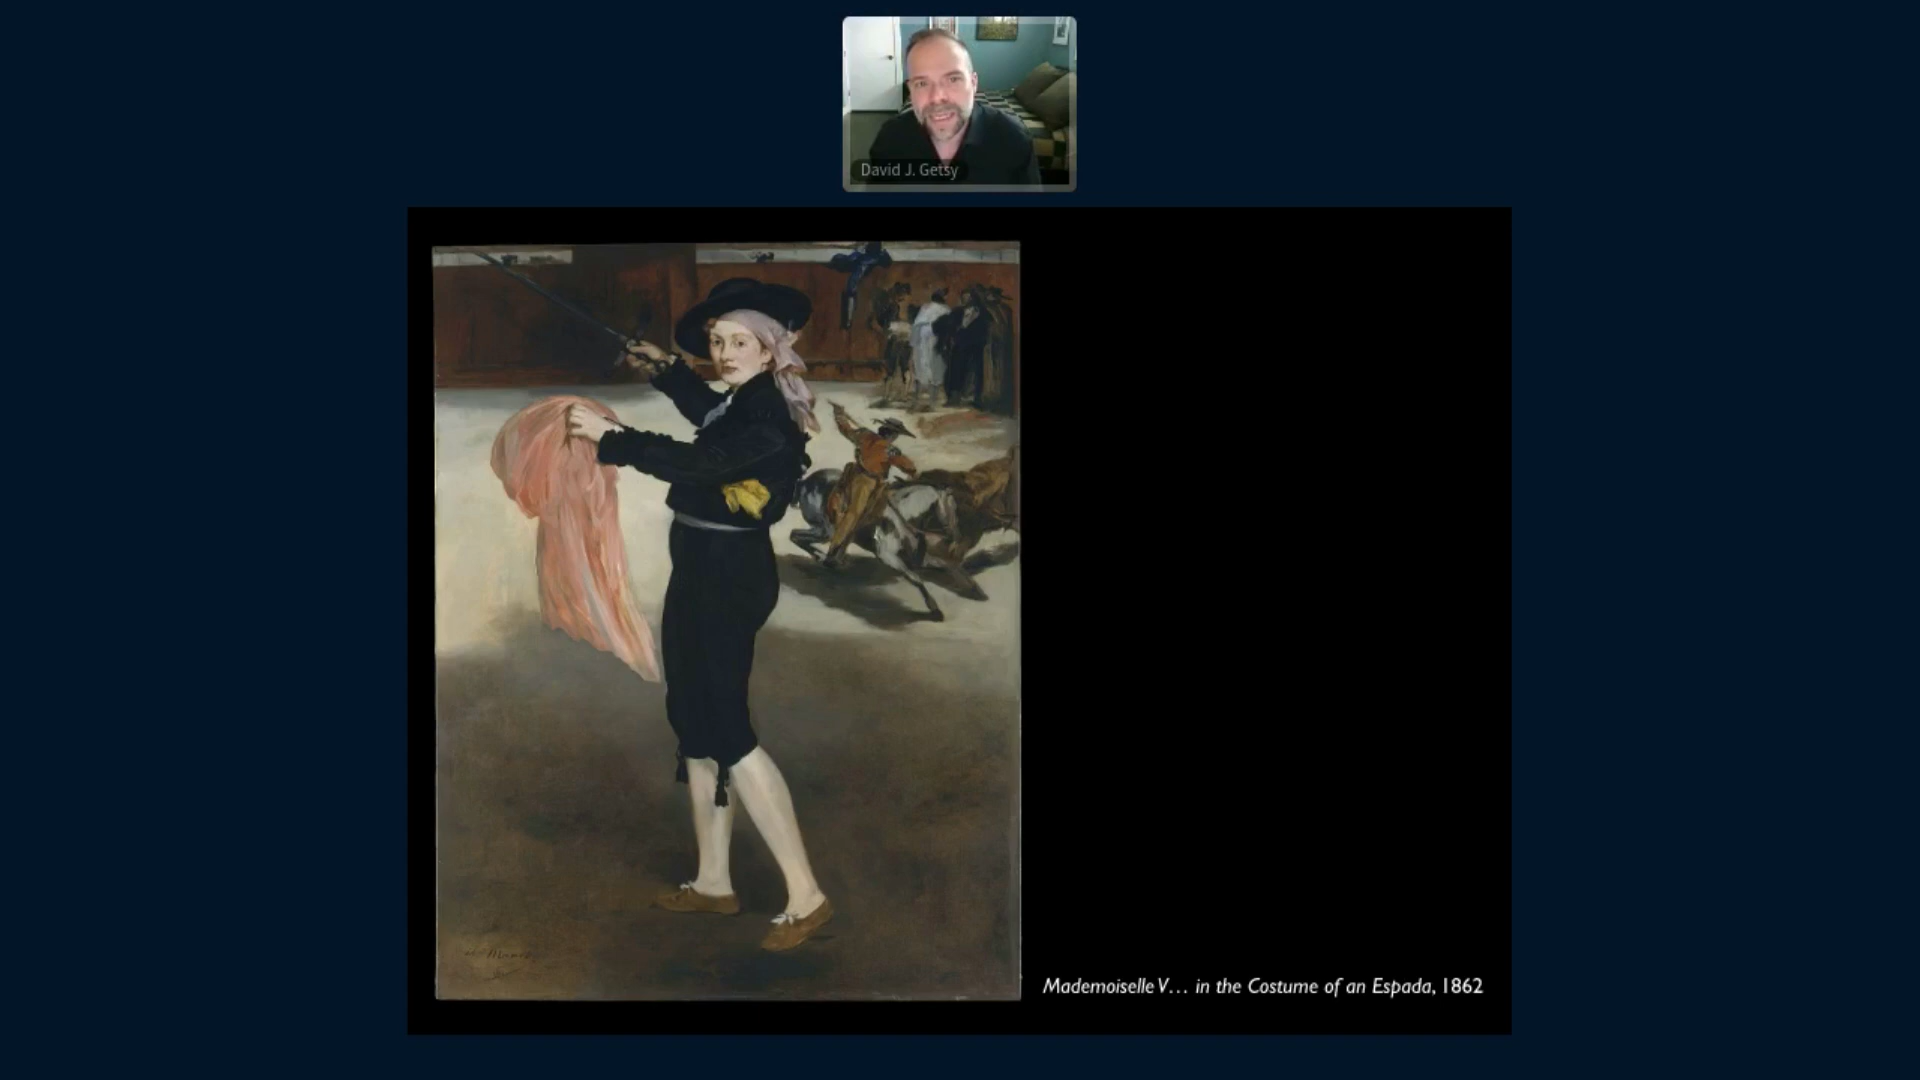 David J. Getsy
Mademoiselle V… in the Costume of an Espada, 1862